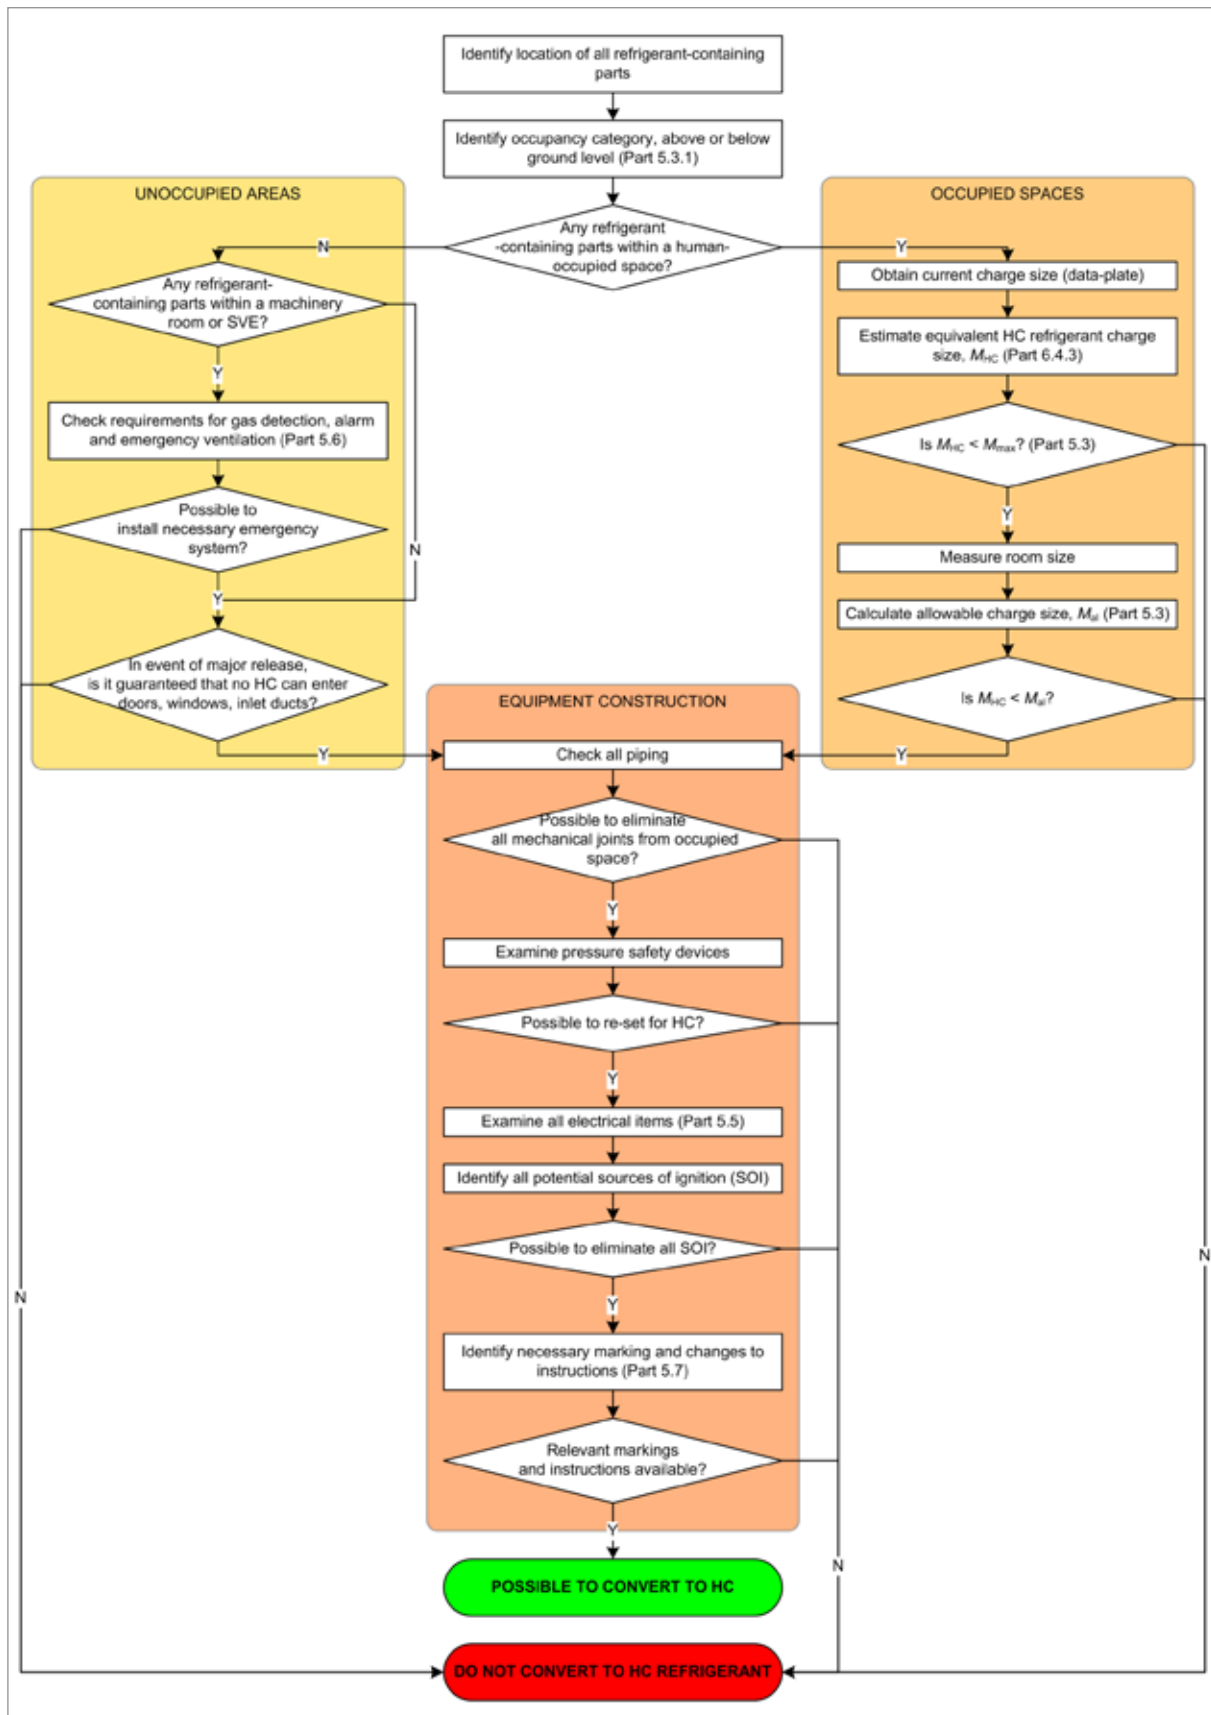 Identify location of all refrigerant-containing
parts
Identify occupancy category, above or below
ground level (Part 5.3.1)
Any refrigerant
-containing parts within a human-
occupied space?
N
Y
UNOCCUPIED AREAS
Any refrigerant-
containing parts within a machinery
room or SVE?
Y
N
Check requirements for gas detection, alarm
and emergency ventilation (Part 5.6)
Possible to
install necessary emergency
system?
Y
In event of major release,
is it guaranteed that no HC can enter
doors, windows, inlet ducts?
Y
N
OCCUPIED SPACES
Obtain current charge size (data-plate)
Estimate equivalent HC refrigerant charge
size, MHC (Part 6.4.3)
Is MHC < Mmax? (Part 5.3)
Y
Measure room size
Calculate allowable charge size, Mal (Part 5.3)
Is MHC < Mal?
Y
N
EQUIPMENT CONSTRUCTION
Check all piping
Possible to eliminate
all mechanical joints from occupied
space?
Y
Examine pressure safety devices
Possible to re-set for HC?
Y
Examine all electrical items (Part 5.5)
Identify all potential sources of ignition (SOI)
Possible to eliminate all SOI?
Y
Identify necessary marking and changes to
instructions (Part 5.7)
Relevant markings
and instructions available?
Y
N
POSSIBLE TO CONVERT TO HC
DO NOT CONVERT TO HC REFRIGERANT